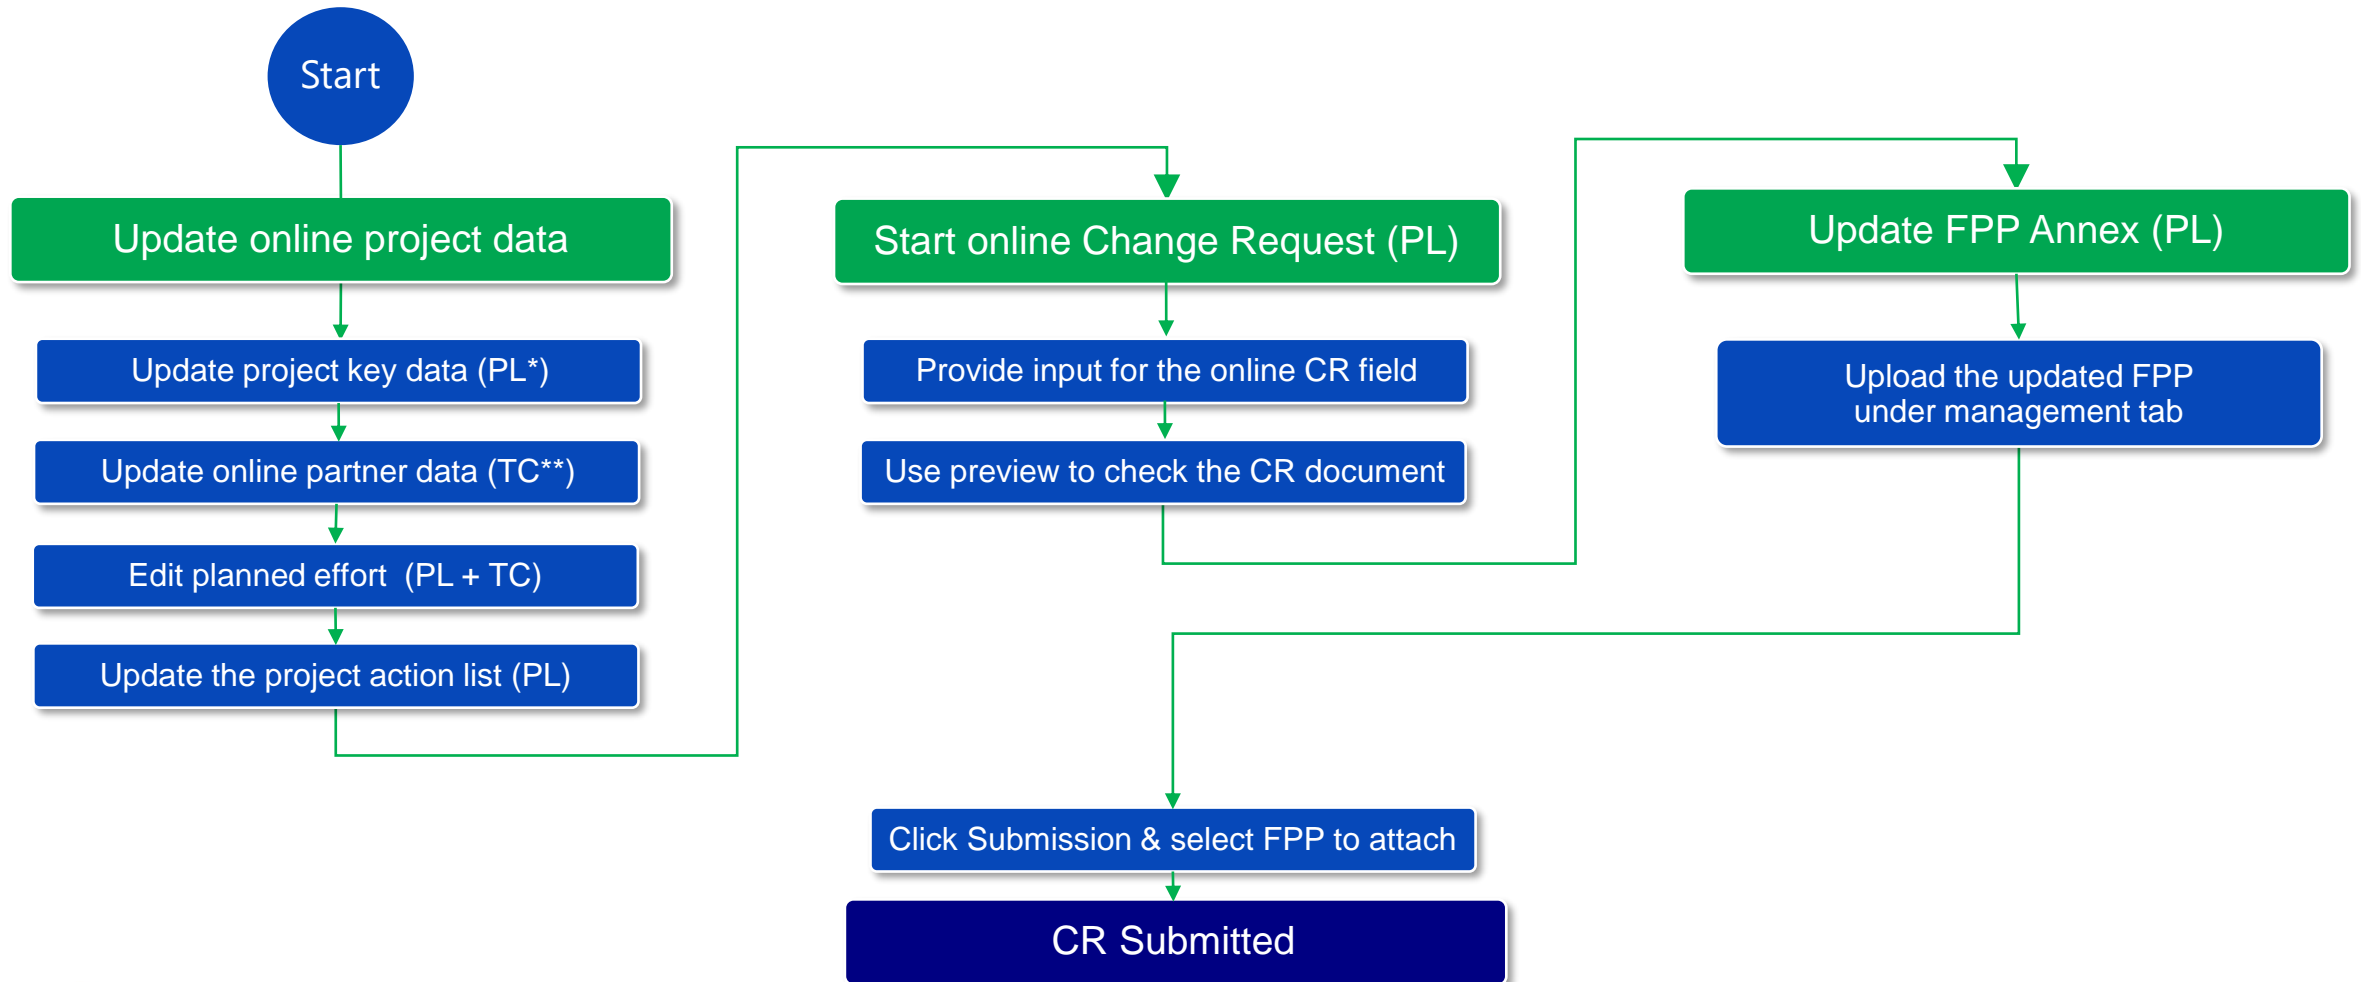 Start
Update online project data
Update project key data (PL*)
Update online partner data (TC**)
Edit planned effort  (PL + TC)
Update the project action list (PL)
Start online Change Request (PL)
Provide input for the online CR field
Use preview to check the CR document
Update FPP Annex (PL)
Upload the updated FPP
under management tab
Click Submission & select FPP to attach
CR Submitted